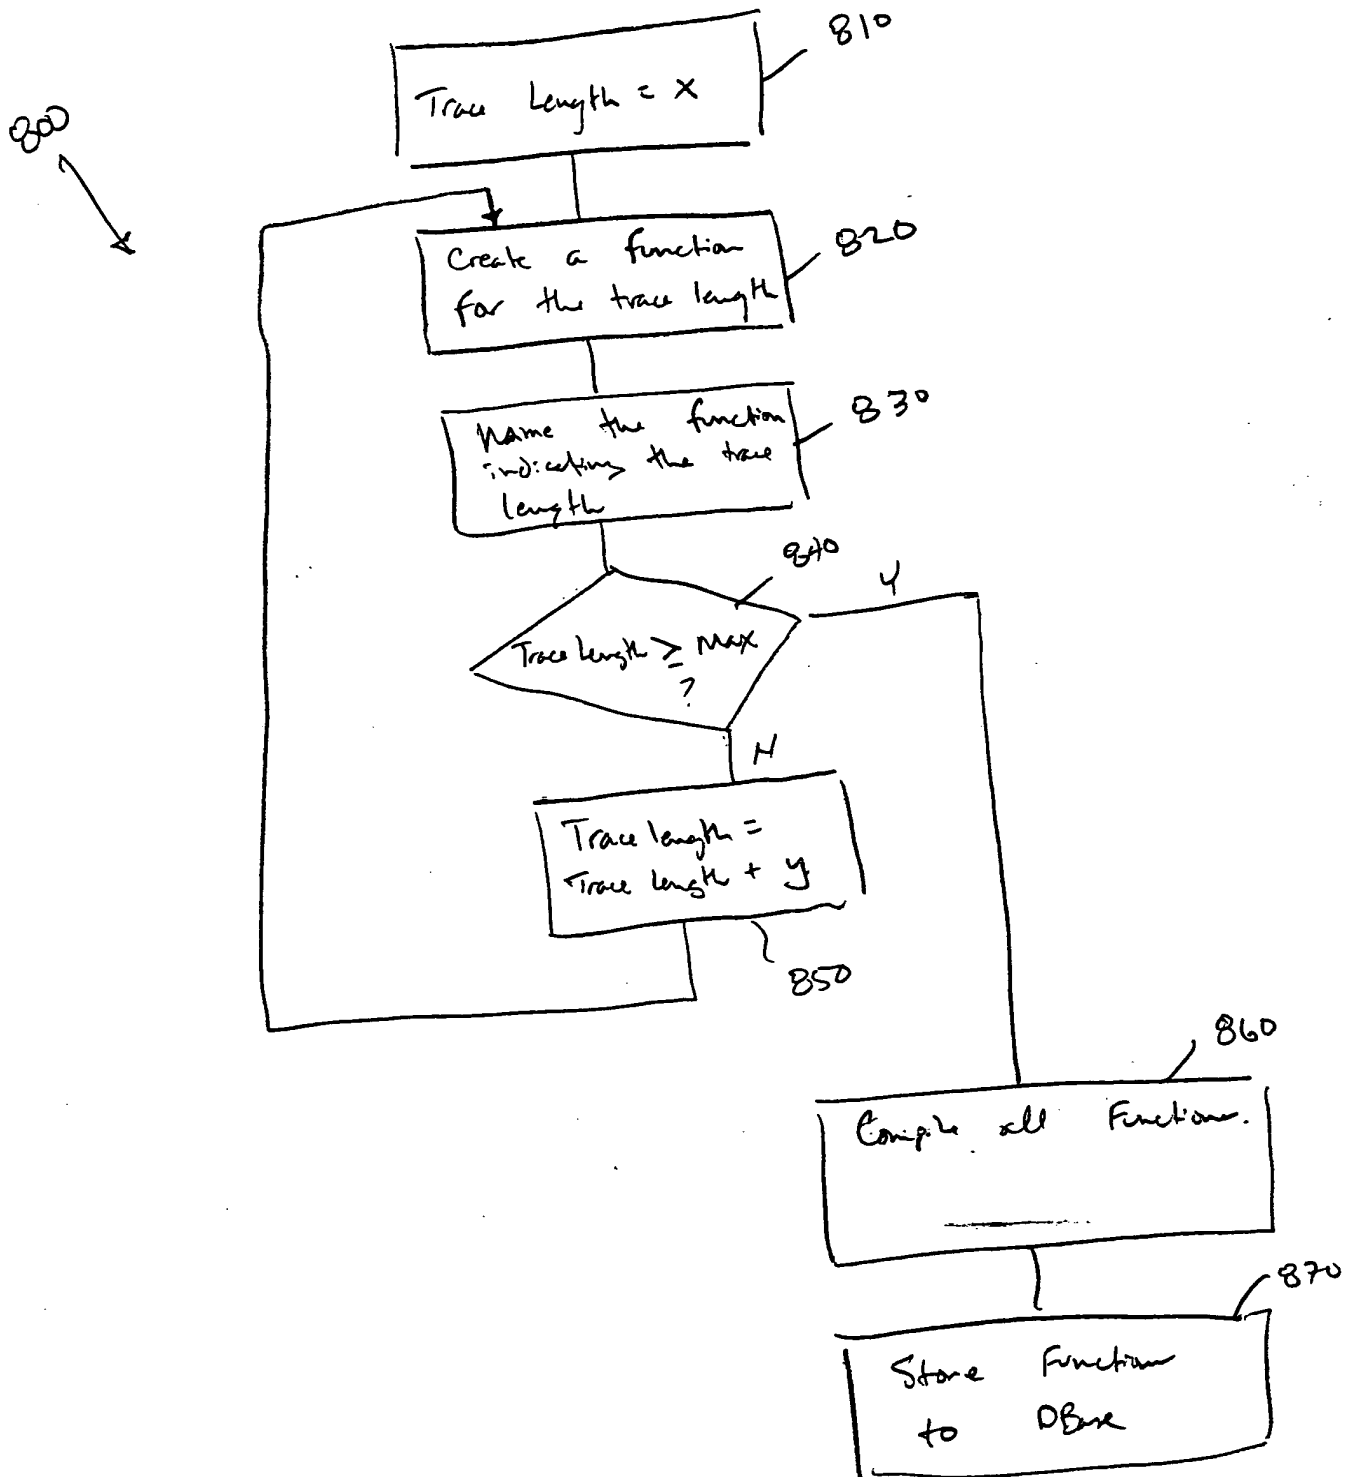 810
Trace Length = X
800
820
Create a function
for the trace length
830
Name the function
indicating the trace
length
840
Y
Trace Length ≥ Max
?
N
Trace length =
Trace length + y
850
860
Compile all Functions.
870
Store Function
to DBase